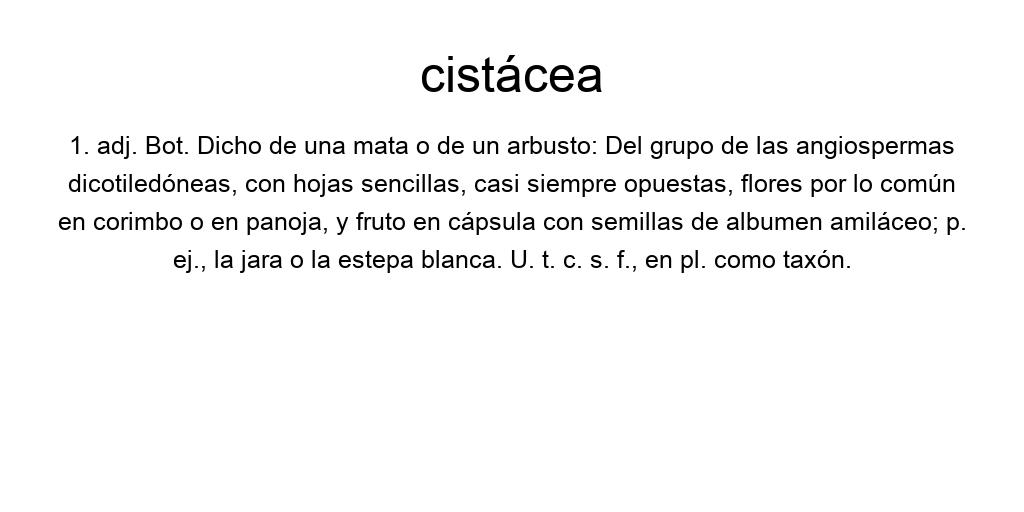 cistácea
1. adj. Bot. Dicho de una mata o de un arbusto: Del grupo de las angiospermas
dicotiledóneas, con hojas sencillas, casi siempre opuestas, flores por lo común
en corimbo o en panoja, y fruto en cápsula con semillas de albumen amiláceo; p.
ej., la jara o la estepa blanca. U. t. c. s. f., en pl. como taxón.